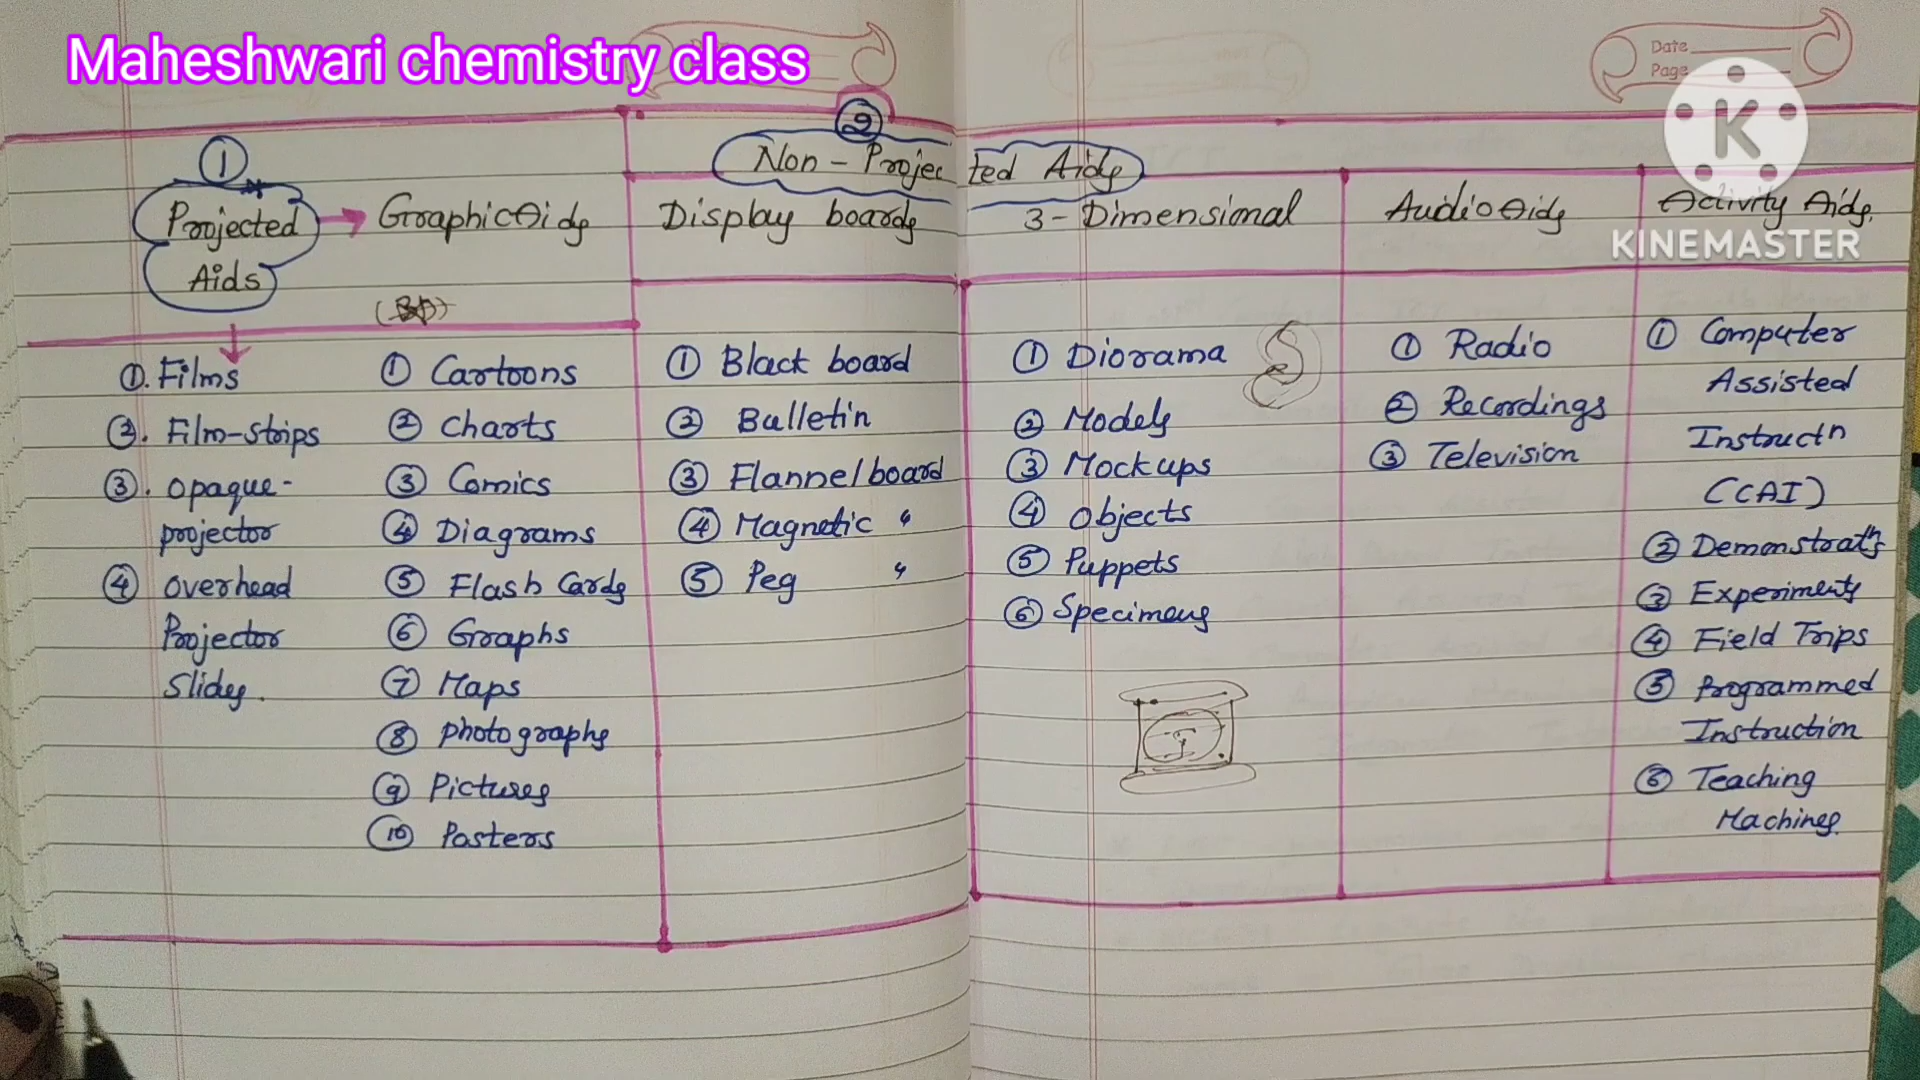 Maheshwari chemistry class
Date
Page
K
KINEMASTER
①
Projected
Aids
②
Non-Projected Aids
Graphic Aids
Display boards
3-Dimensional
Audio Aids
Activity Aids.
①. Films
②. Film-strips
③. opaque-
projector
④ overhead
Projector
Slides.
① Cartoons
② charts
③ Comics
④ Diagrams
⑤ Flash Cards
⑥ Graphs
⑦ Maps
⑧ photographs
⑨ Pictures
⑩ Posters
① Black board
② Bulletin
③ Flannel board
④ Magnetic "
⑤ Peg "
① Diorama
② Models
③ Mockups
④ objects
⑤ Puppets
⑥ Specimens
① Radio
② Recordings
③ Television
① Computer
Assisted
Instructn
(CAI)
② Demonstratns
③ Experiments
④ Field Trips
⑤ Programmed
Instruction
⑥ Teaching
Machines.